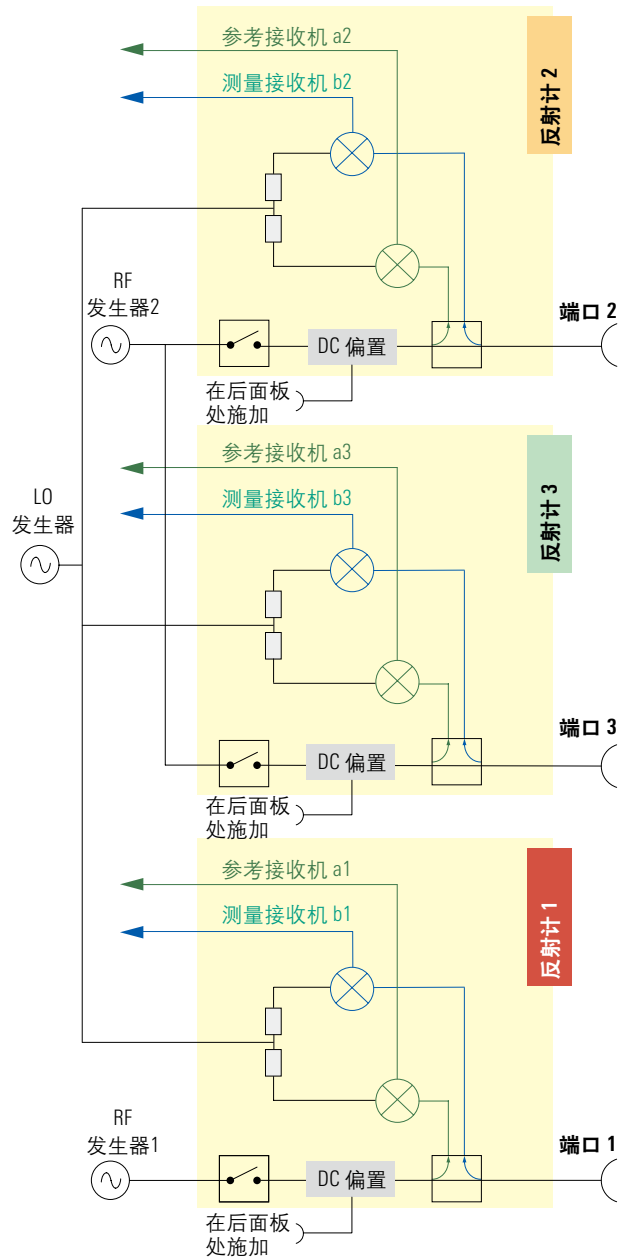 参考接收机 a2
测量接收机 b2
反射计 2
RF
发生器2
端口 2
DC 偏置
在后面板
处施加
参考接收机 a3
测量接收机 b3
反射计 3
LO
发生器
端口 3
DC 偏置
在后面板
处施加
参考接收机 a1
测量接收机 b1
反射计 1
RF
发生器1
端口 1
DC 偏置
在后面板
处施加